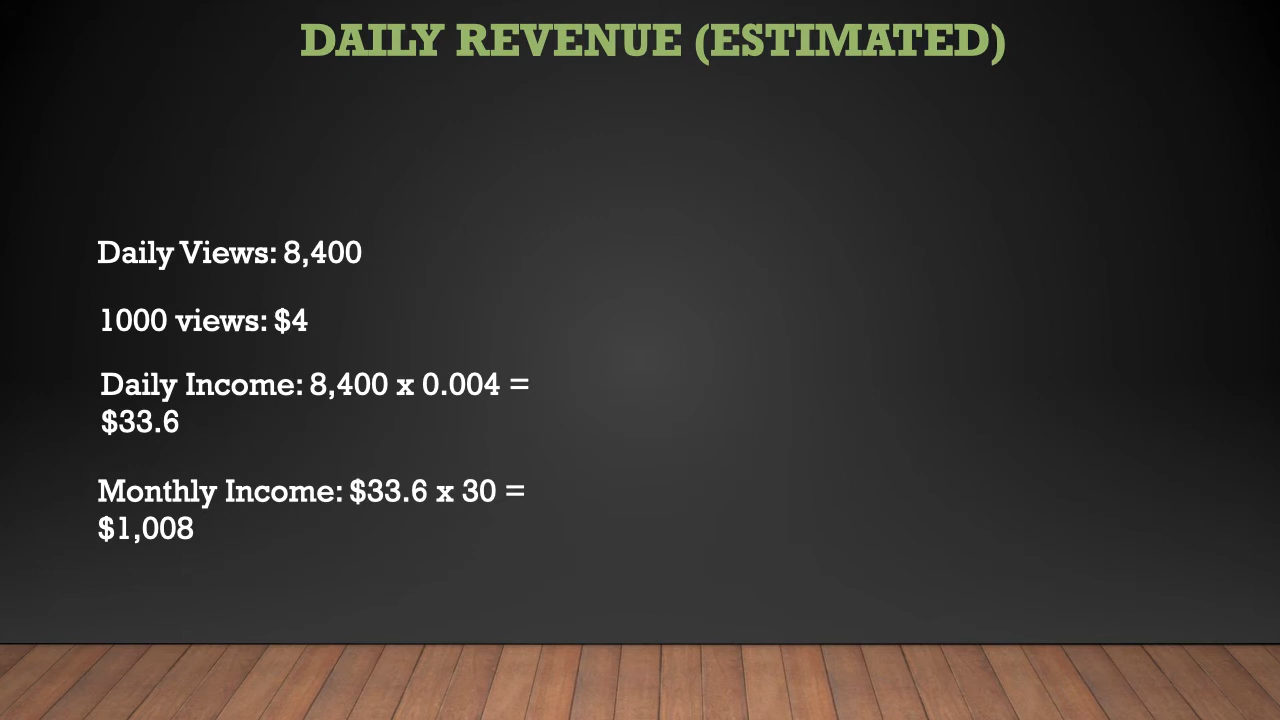 DAILY REVENUE (ESTIMATED)
Daily Views: 8,400
1000 views: $4
Daily Income: 8,400 x 0.004 =
$33.6
Monthly Income: $33.6 x 30 =
$1,008